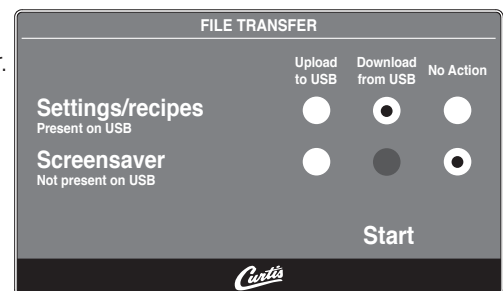 FILE TRANSFER
Upload to USB
Download from USB
No Action
Settings/recipes
Present on USB
Screensaver
Not present on USB
Start
Curtis